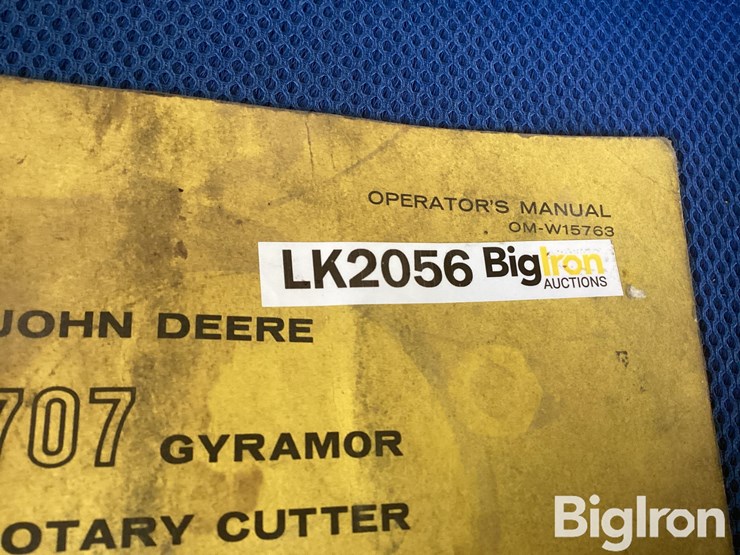 OPERATOR'S MANUAL
OM-W15763
LK2056 BigIron
AUCTIONS
JOHN DEERE
707 GYRAMOR
OTARY CUTTER
BigIron